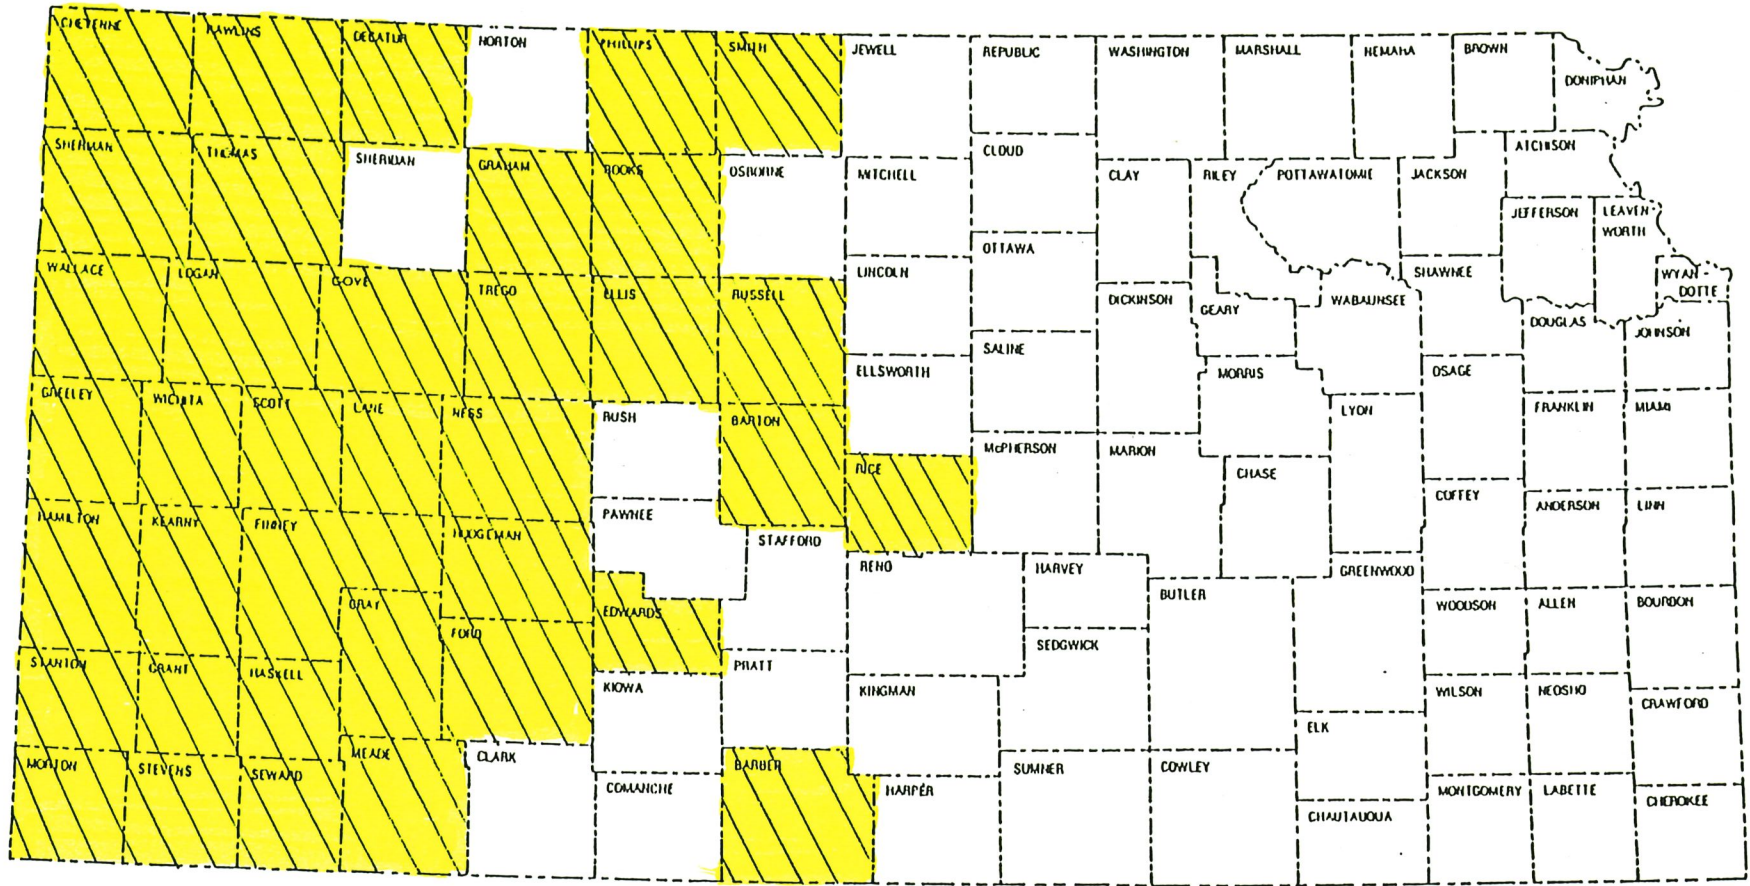 CHEYENNE
RAWLINS
DECATUR
NORTON
PHILLIPS
SMITH
JEWELL
REPUBLIC
WASHINGTON
MARSHALL
NEMAHA
BROWN
DONIPHAN
SHERMAN
THOMAS
SHERIDAN
GRAHAM
ROOKS
OSBORNE
MITCHELL
CLOUD
CLAY
RILEY
POTTAWATOMIE
JACKSON
ATCHISON
JEFFERSON
LEAVEN-
WORTH
WALLACE
LOGAN
GOVE
TREGO
ELLIS
RUSSELL
LINCOLN
OTTAWA
DICKINSON
GEARY
WABAUNSEE
SHAWNEE
DOUGLAS
WYAN-
DOTTE
JOHNSON
GREELEY
WICHITA
SCOTT
LANE
NESS
RUSH
BARTON
ELLSWORTH
SALINE
MORRIS
LYON
OSAGE
FRANKLIN
MIAMI
RICE
McPHERSON
MARION
CHASE
COFFEY
ANDERSON
LINN
HAMILTON
KEARNY
FINNEY
HODGEMAN
PAWNEE
STAFFORD
RENO
HARVEY
BUTLER
GREENWOOD
WOODSON
ALLEN
BOURBON
GRAY
FORD
EDWARDS
PRATT
SEDGWICK
STANTON
GRANT
HASKELL
KIOWA
KINGMAN
ELK
WILSON
NEOSHO
CRAWFORD
MORTON
STEVENS
SEWARD
MEADE
CLARK
COMANCHE
BARBER
HARPER
SUMNER
COWLEY
CHAUTAUQUA
MONTGOMERY
LABETTE
CHEROKEE